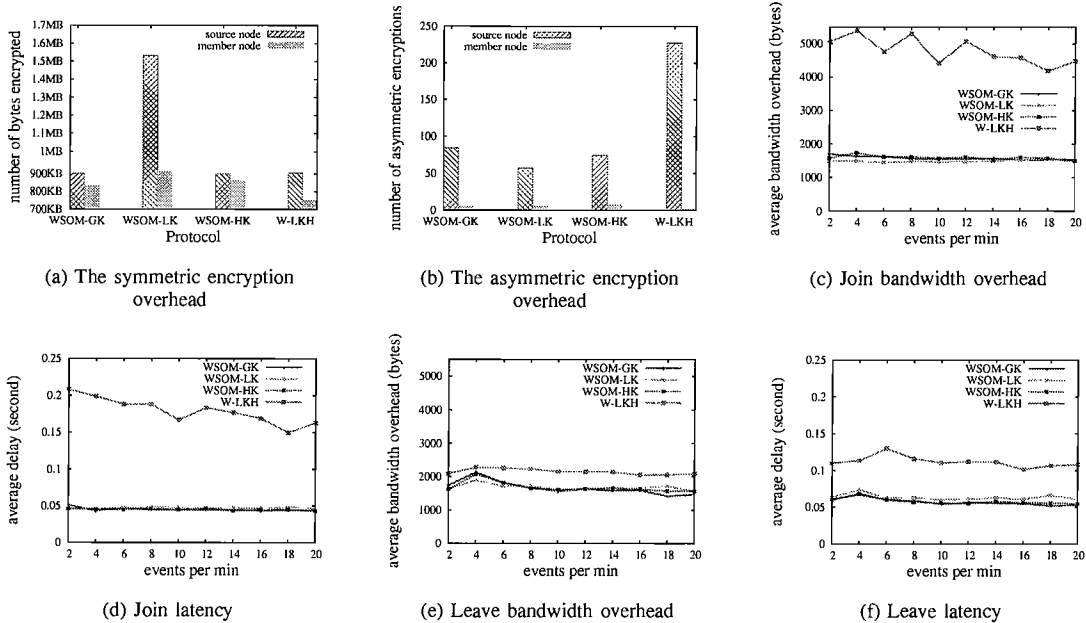 number of bytes encrypted
1.7MB
1.6MB
1.5MB
1.4MB
1.3MB
1.2MB
1.1MB
1MB
900KB
800KB
700KB
source node
member node
WSOM-GK WSOM-LK WSOM-HK W-LKH
Protocol
(a) The symmetric encryption
overhead
number of asymmetric encryptions
250
200
150
100
50
0
source node
member node
WSOM-GK WSOM-LK WSOM-HK W-LKH
Protocol
(b) The asymmetric encryption
overhead
average bandwidth overhead (bytes)
5000
4000
3000
2000
1000
0
WSOM-GK
WSOM-LK
WSOM-HK
W-LKH
2 4 6 8 10 12 14 16 18 20
events per min
(c) Join bandwidth overhead
average delay (second)
0.25
0.2
0.15
0.1
0.05
0
WSOM-GK
WSOM-LK
WSOM-HK
W-LKH
2 4 6 8 10 12 14 16 18 20
events per min
(d) Join latency
average bandwidth overhead (bytes)
5000
4000
3000
2000
1000
0
WSOM-GK
WSOM-LK
WSOM-HK
W-LKH
2 4 6 8 10 12 14 16 18 20
events per min
(e) Leave bandwidth overhead
average delay (second)
0.25
0.2
0.15
0.1
0.05
0
WSOM-GK
WSOM-LK
WSOM-HK
W-LKH
2 4 6 8 10 12 14 16 18 20
events per min
(f) Leave latency